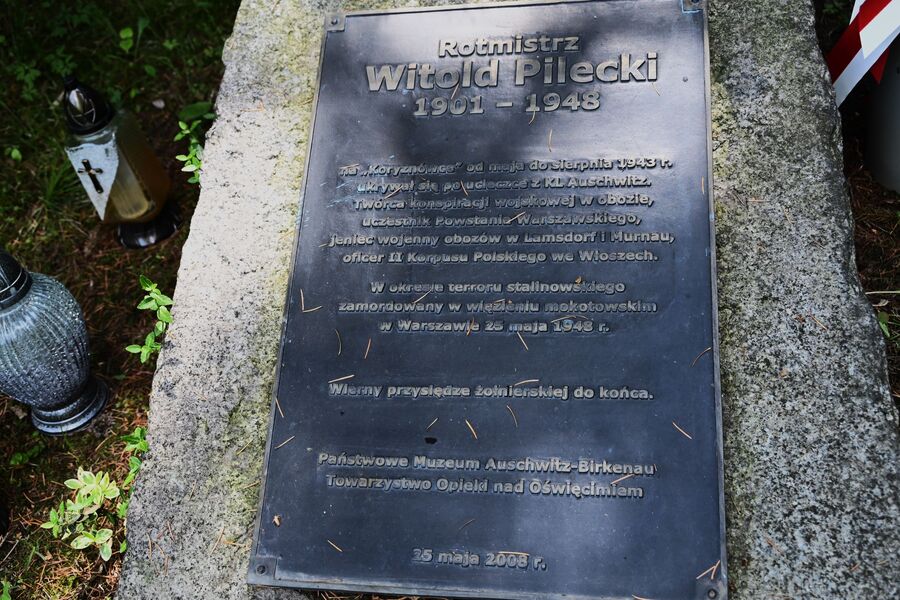 Rotmistrz
Witold Pilecki
1901 – 1948
na „Koryznówce” od maja do sierpnia 1943 r.
ukrywał się po ucieczce z KL Auschwitz.
Twórca konspiracji wojskowej w obozie,
uczestnik Powstania Warszawskiego,
jeniec wojenny obozów w Lamsdorf i Murnau,
oficer II Korpusu Polskiego we Włoszech.
W okresie terroru stalinowskiego
zamordowany w więzieniu mokotowskim
w Warszawie 25 maja 1948 r.
Wierny przysiędze żołnierskiej do końca.
Państwowe Muzeum Auschwitz-Birkenau
Towarzystwo Opieki nad Oświęcimiem
25 maja 2008 r.